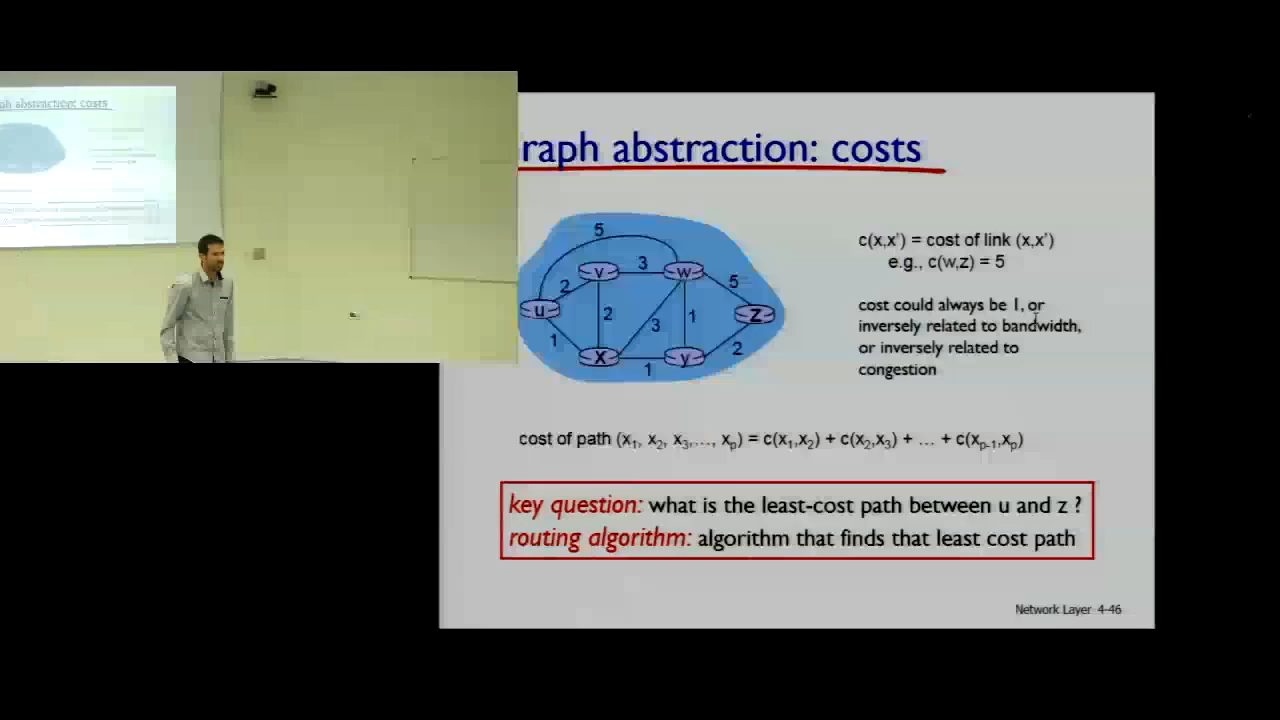 ph abstraction: costs
raph abstraction: costs
5
v
3
w
2
5
u
2
3
1
z
1
2
x
1
y
c(x,x') = cost of link (x,x')
e.g., c(w,z) = 5
cost could always be 1, or
inversely related to bandwidth,
or inversely related to
congestion
cost of path (x1, x2, x3,..., xp) = c(x1,x2) + c(x2,x3) + ... + c(xp-1,xp)
key question: what is the least-cost path between u and z ?
routing algorithm: algorithm that finds that least cost path
Network Layer 4-46